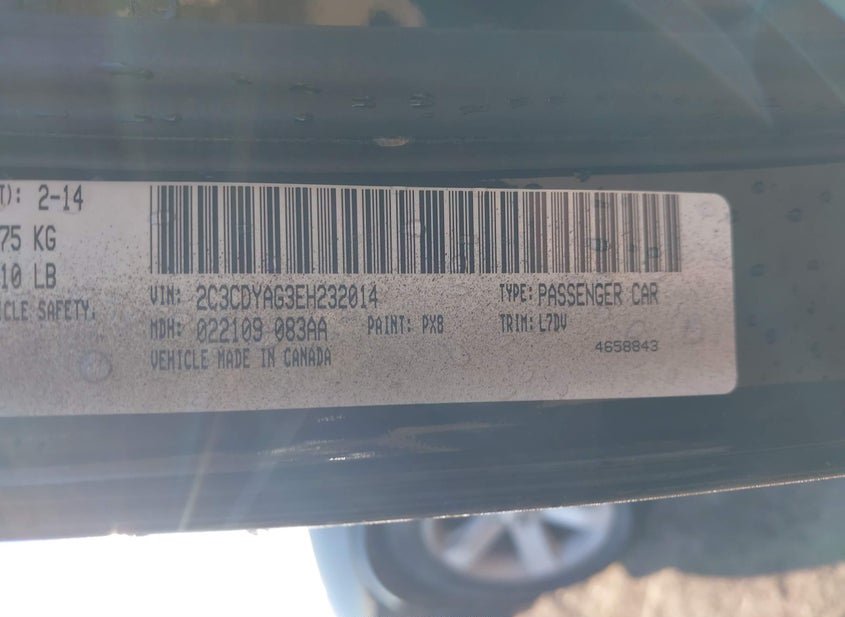 T): 2-14
75 KG
10 LB
ICLE SAFETY.
VIN: 2C3CDYAG3EH232014 TYPE: PASSENGER CAR
MDH: 022109 083AA PAINT: PX8 TRIM: L7DV
VEHICLE MADE IN CANADA 4658843